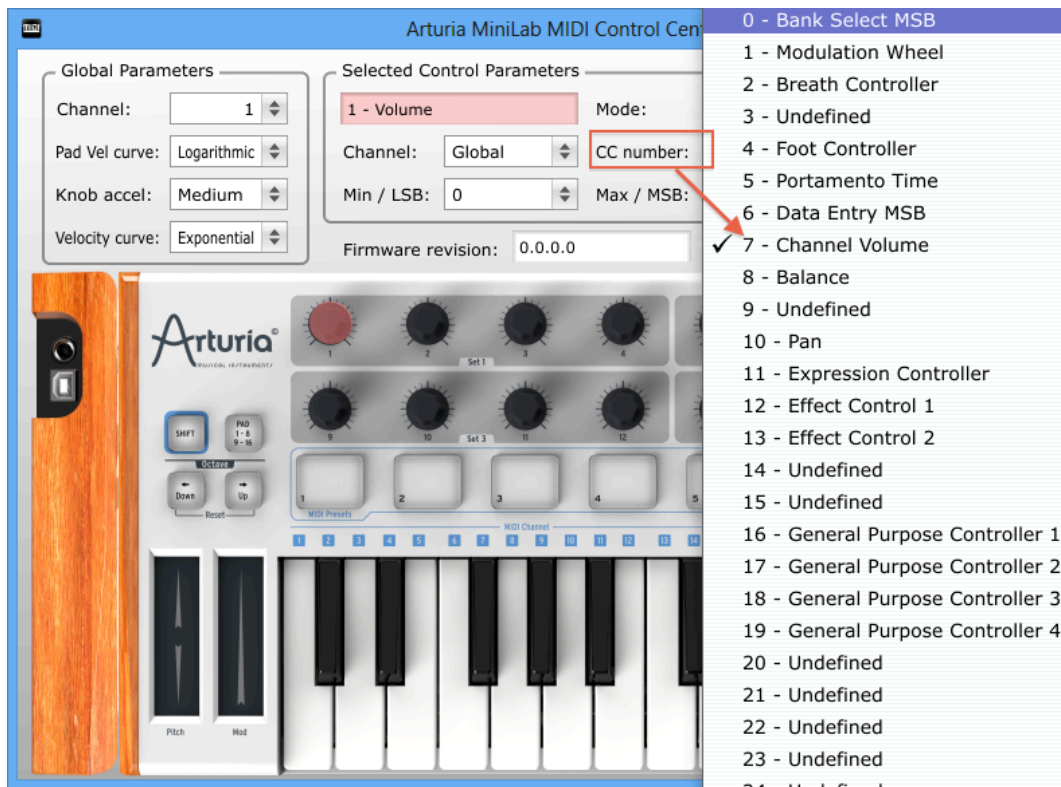 MIDI
Arturia MiniLab MIDI Control Cen
Global Parameters
Channel: 1
Pad Vel curve: Logarithmic
Knob accel: Medium
Velocity curve: Exponential
Selected Control Parameters
1 - Volume Mode:
Channel: Global CC number:
Min / LSB: 0 Max / MSB:
Firmware revision: 0.0.0.0
0 - Bank Select MSB
1 - Modulation Wheel
2 - Breath Controller
3 - Undefined
4 - Foot Controller
5 - Portamento Time
6 - Data Entry MSB
✓ 7 - Channel Volume
8 - Balance
9 - Undefined
10 - Pan
11 - Expression Controller
12 - Effect Control 1
13 - Effect Control 2
14 - Undefined
15 - Undefined
16 - General Purpose Controller 1
17 - General Purpose Controller 2
18 - General Purpose Controller 3
19 - General Purpose Controller 4
20 - Undefined
21 - Undefined
22 - Undefined
23 - Undefined
Arturia©
MUSICAL INSTRUMENTS
1 2 3 4
Set 1
9 10 11 12
Set 3
SHIFT
PAD
1 - 8
9 - 16
Octave
Down Up
Reset
1 2 3 4 5
MIDI Presets
MIDI Channel
1 2 3 4 5 6 7 8 9 10 11 12 13 14
Pitch Mod